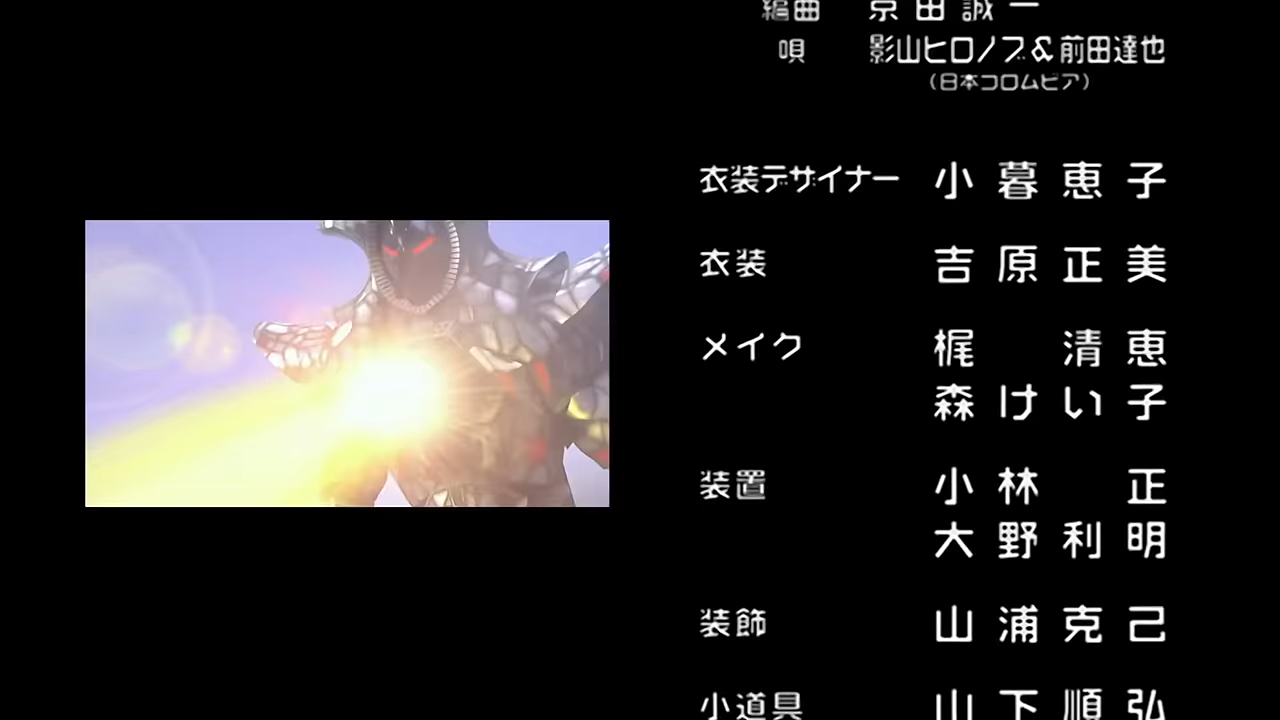 編曲 京田誠一
唄 影山ヒロノブ&前田達也
(日本コロムビア)
衣装デザイナー 小暮恵子
衣装 吉原正美
メイク 梶 清恵
森けい子
装置 小林 正
大野利明
装飾 山浦克己
小道具 山下順弘